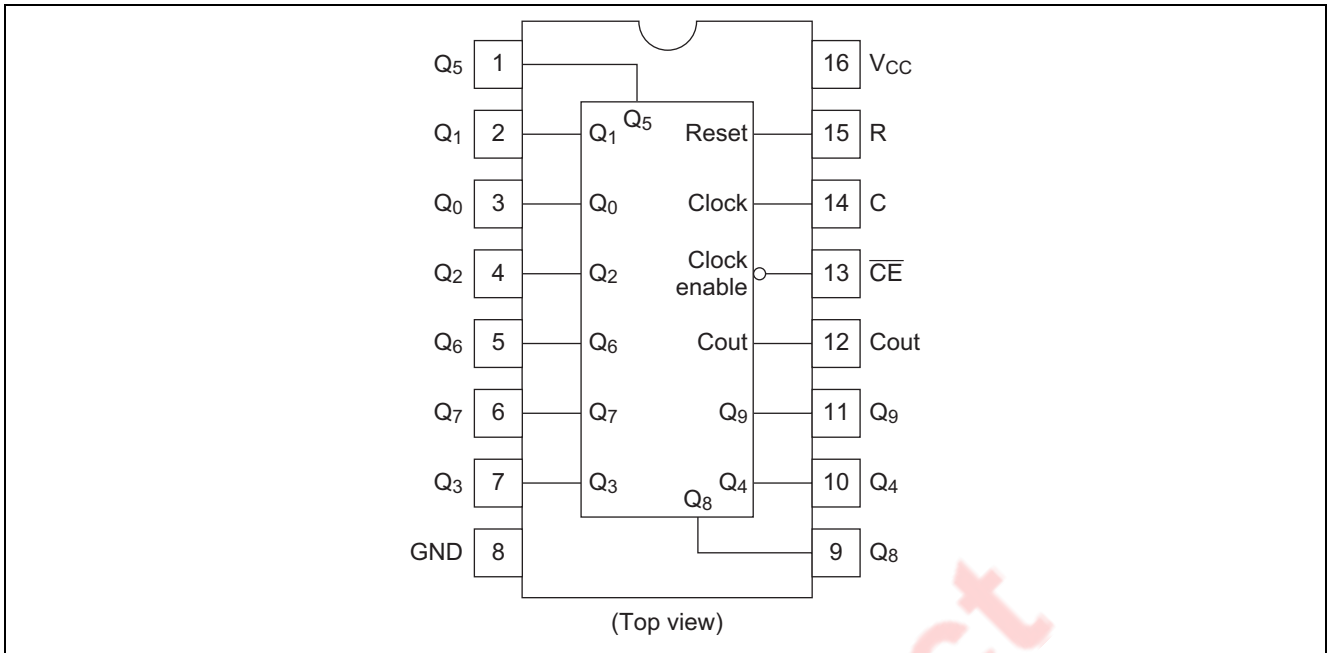 Q5 1 16 VCC
Q5
Q1 2 Q1 Reset 15 R
Q0 3 Q0 Clock 14 C
Q2 4 Q2 Clock enable 13 C̅E̅
Q6 5 Q6 Cout 12 Cout
Q7 6 Q7 Q9 11 Q9
Q3 7 Q3 Q4 10 Q4
Q8
GND 8 9 Q8
(Top view)